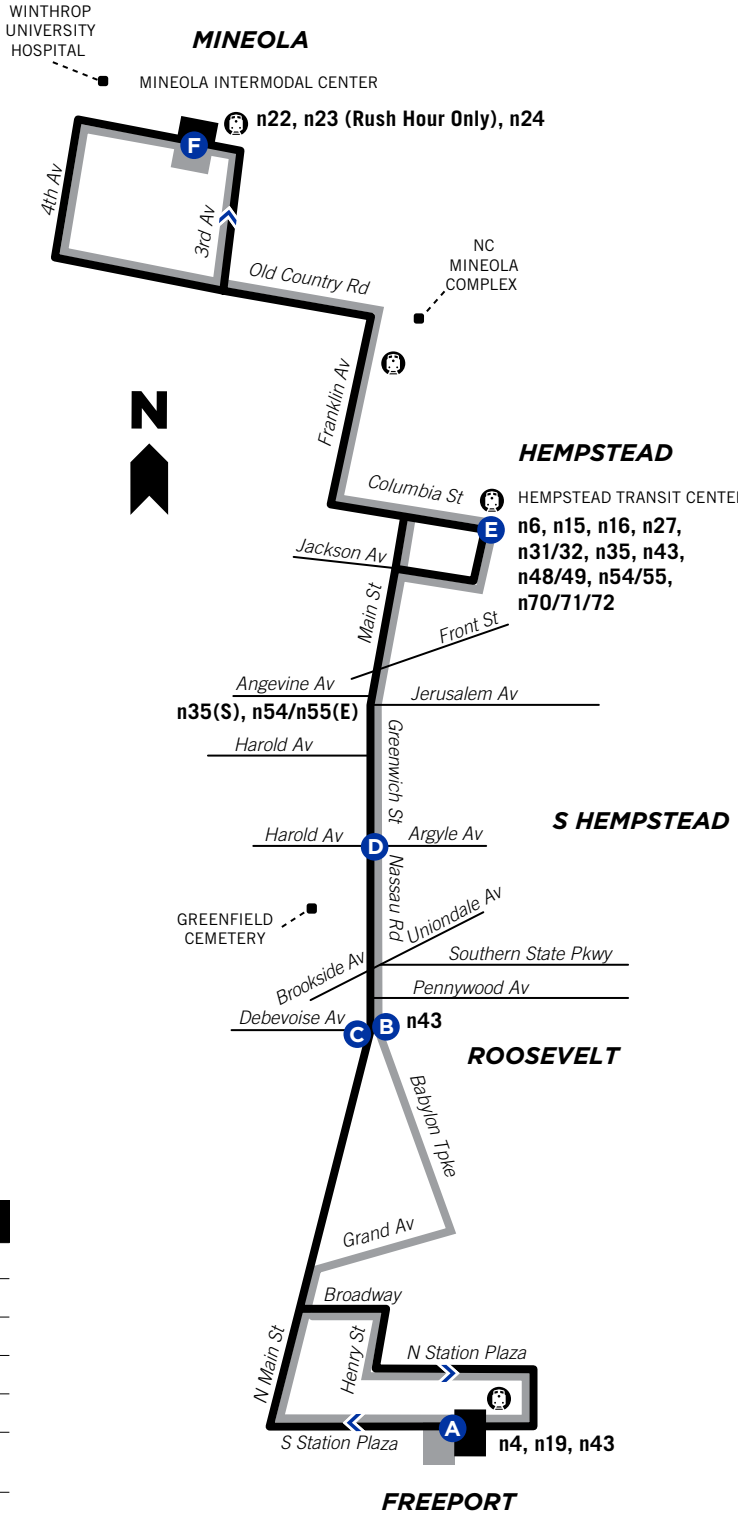 WINTHROP
UNIVERSITY
HOSPITAL
MINEOLA
MINEOLA INTERMODAL CENTER
n22, n23 (Rush Hour Only), n24
F
4th Av
3rd Av
NC
MINEOLA
COMPLEX
Old Country Rd
Franklin Av
N
HEMPSTEAD
Columbia St
HEMPSTEAD TRANSIT CENTER
E
n6, n15, n16, n27,
n31/32, n35, n43,
n48/49, n54/55,
n70/71/72
Jackson Av
Main St
Front St
Angevine Av
Jerusalem Av
n35(S), n54/n55(E)
Harold Av
Greenwich St
S HEMPSTEAD
Harold Av
D
Argyle Av
Nassau Rd
Uniondale Av
GREENFIELD
CEMETERY
Southern State Pkwy
Brookside Av
Pennywood Av
Debevoise Av
C
B
n43
ROOSEVELT
Babylon Tpke
Grand Av
Broadway
N Main St
Henry St
N Station Plaza
A
S Station Plaza
n4, n19, n43
FREEPORT